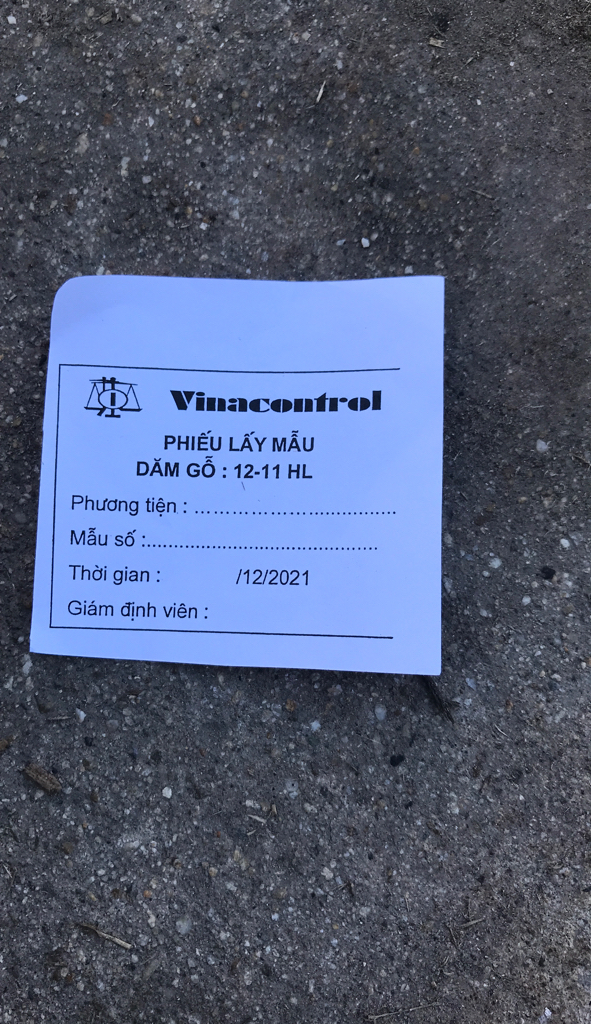 Vinacontrol
PHIẾU LẤY MẪU
DĂM GỖ : 12-11 HL
Phương tiện : ........................................
Mẫu số :............................................
Thời gian : /12/2021
Giám định viên :